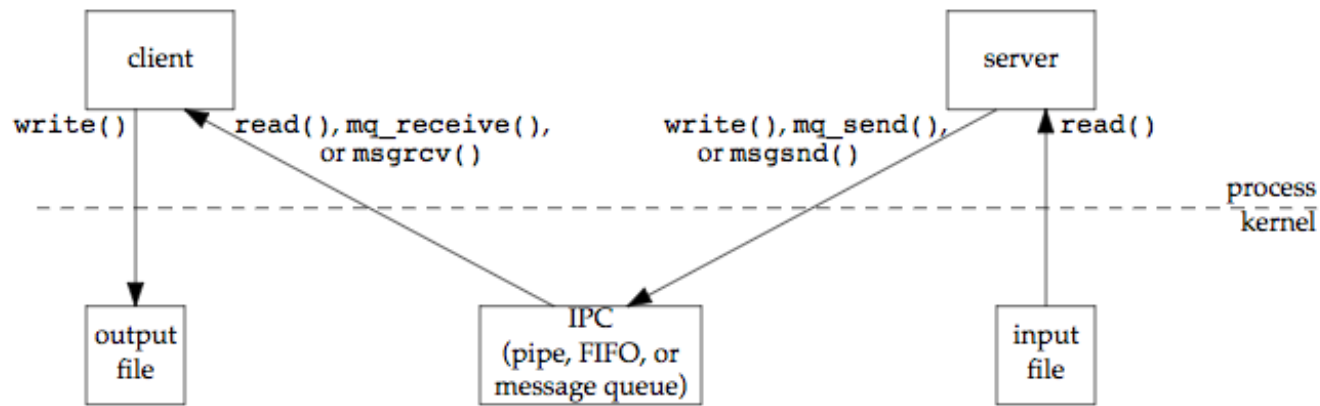 client
server
write()
read(), mq_receive(),
or msgrcv()
write(), mq_send(),
or msgsnd()
read()
process
kernel
output
file
IPC
(pipe, FIFO, or
message queue)
input
file